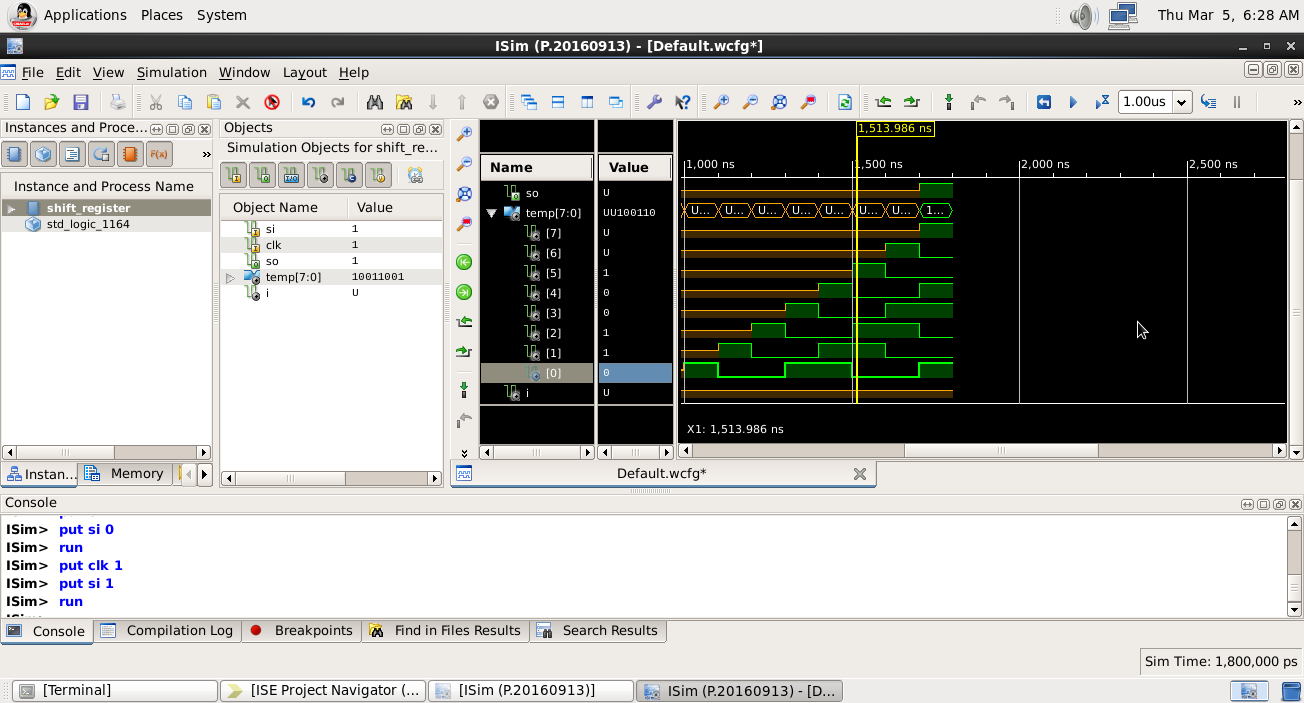 Applications Places System Thu Mar 5, 6:28 AM
ISim (P.20160913) - [Default.wcfg*]
File Edit View Simulation Window Layout Help
1.00us
»
Instances and Proce...
F(x)
»
Instance and Process Name
shift_register
std_logic_1164
Instan...
Memory
Objects
Simulation Objects for shift_re...
Object Name Value
si 1
clk 1
so 1
temp[7:0] 10011001
i U
Name Value
so U
temp[7:0] UU100110
[7] U
[6] U
[5] 1
[4] 0
[3] 0
[2] 1
[1] 1
[0] 0
i U
1,513.986 ns
1,000 ns 1,500 ns 2,000 ns 2,500 ns
U... U... U... U... U... U... U... 1...
X1: 1,513.986 ns
Default.wcfg*
Console
ISim> put si 0
ISim> run
ISim> put clk 1
ISim> put si 1
ISim> run
Console Compilation Log Breakpoints Find in Files Results Search Results
Sim Time: 1,800,000 ps
[Terminal] [ISE Project Navigator (... [ISim (P.20160913)] ISim (P.20160913) - [D...